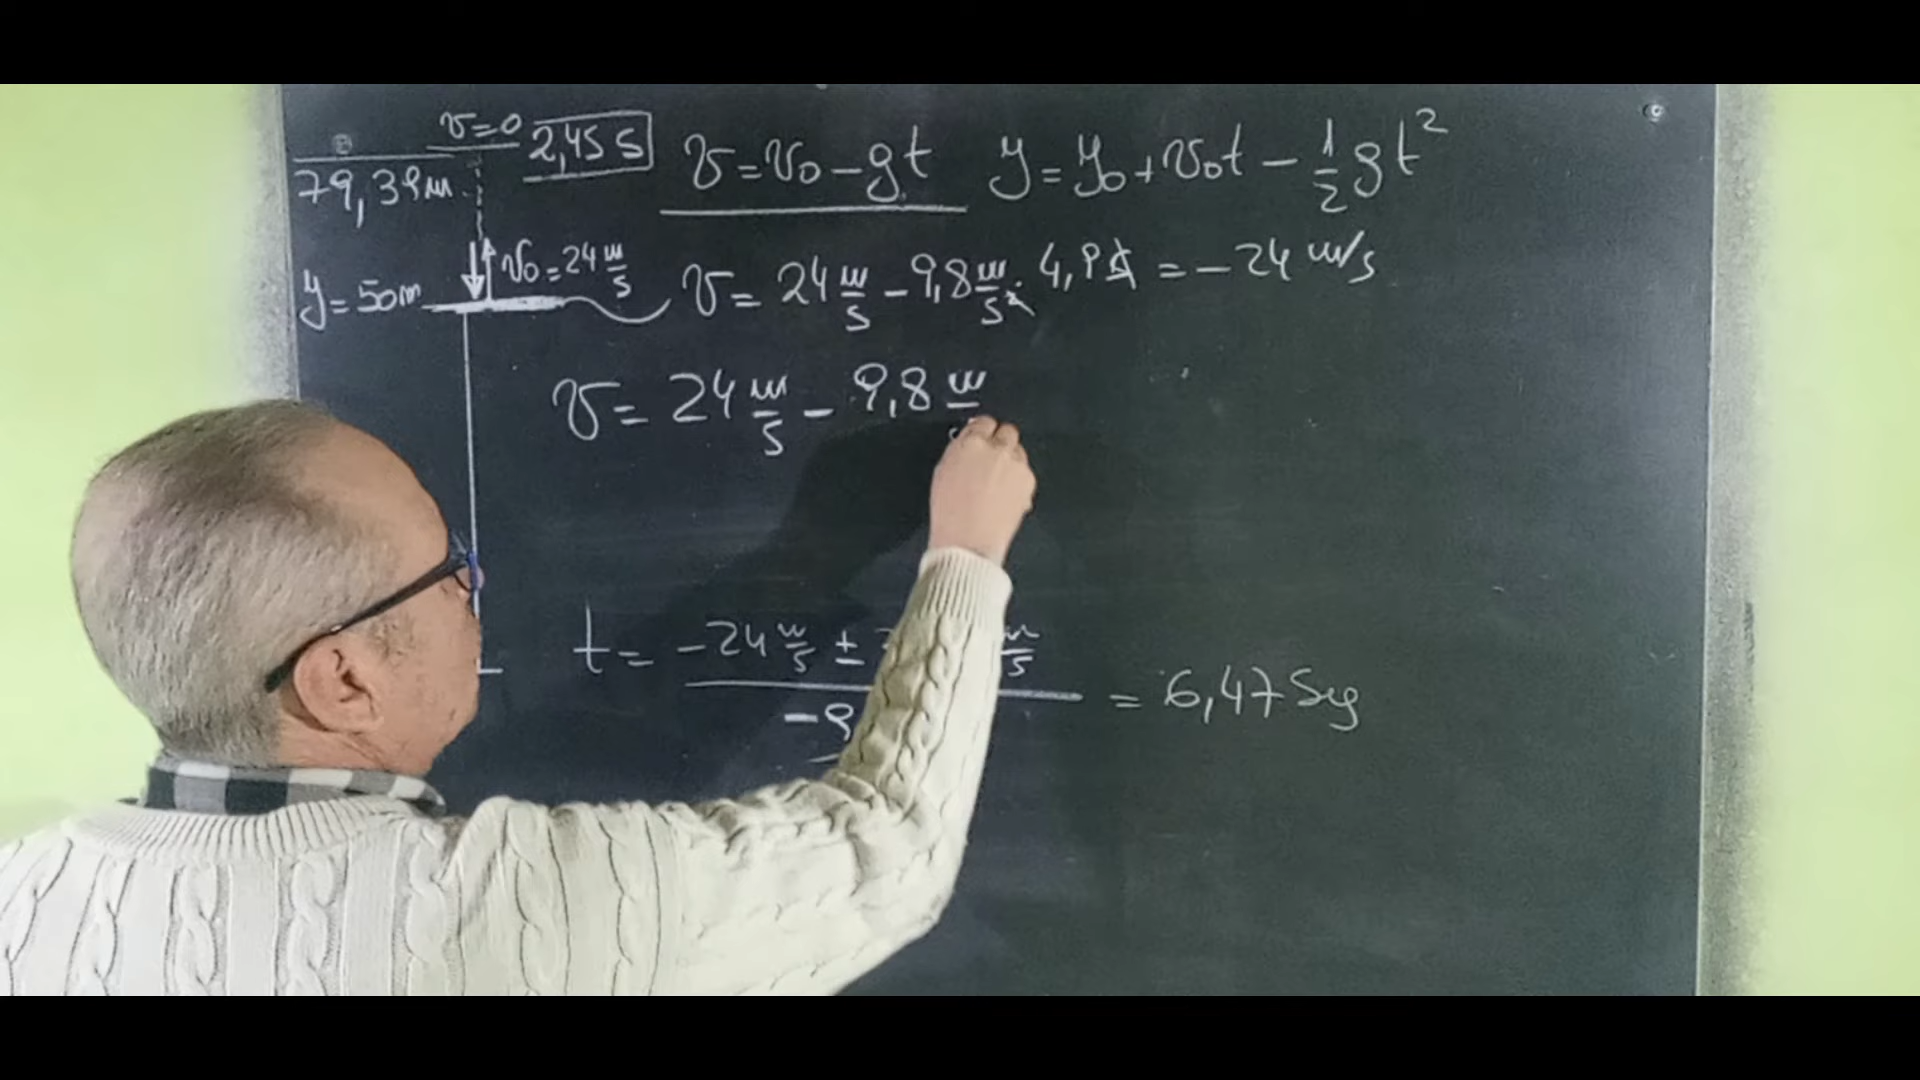 v=0 2,45 s
79,39m
v=v₀-gt y=y₀+v₀t-½gt²
v₀=24 m/s
y=50m
v=24 m/s - 9,8 m/s². 4,9 s = -24 m/s
v=24 m/s - 9,8 m
t= -24 m/s ± m/s
-9
= 6,47 Sg